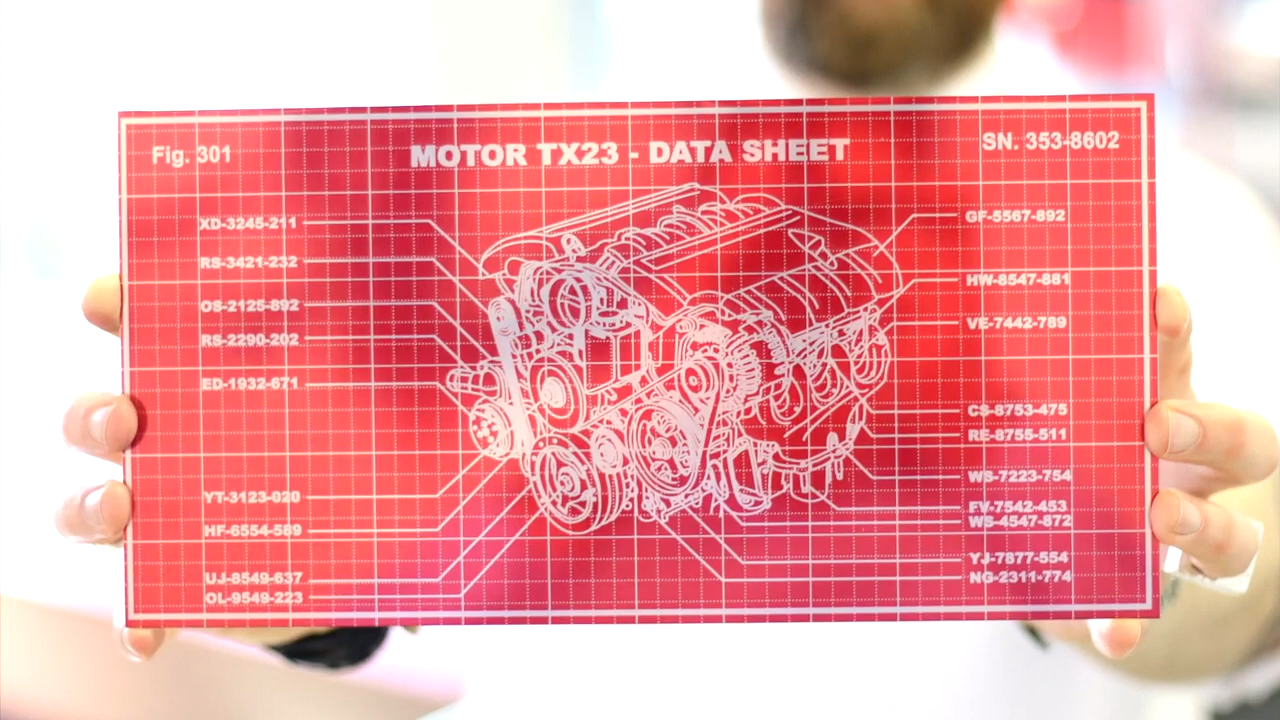 Fig. 301
MOTOR TX23 - DATA SHEET
SN. 353-8602
XD-3245-211
RS-3421-232
OS-2125-892
RS-2290-202
ED-1932-671
YT-3123-020
HF-6554-589
UJ-8549-637
OL-9549-223
GF-5567-892
HW-8547-881
VE-7442-789
CS-8753-475
RE-8755-511
WS-7223-754
FV-7542-453
WS-4547-872
YJ-7877-554
NG-2311-774